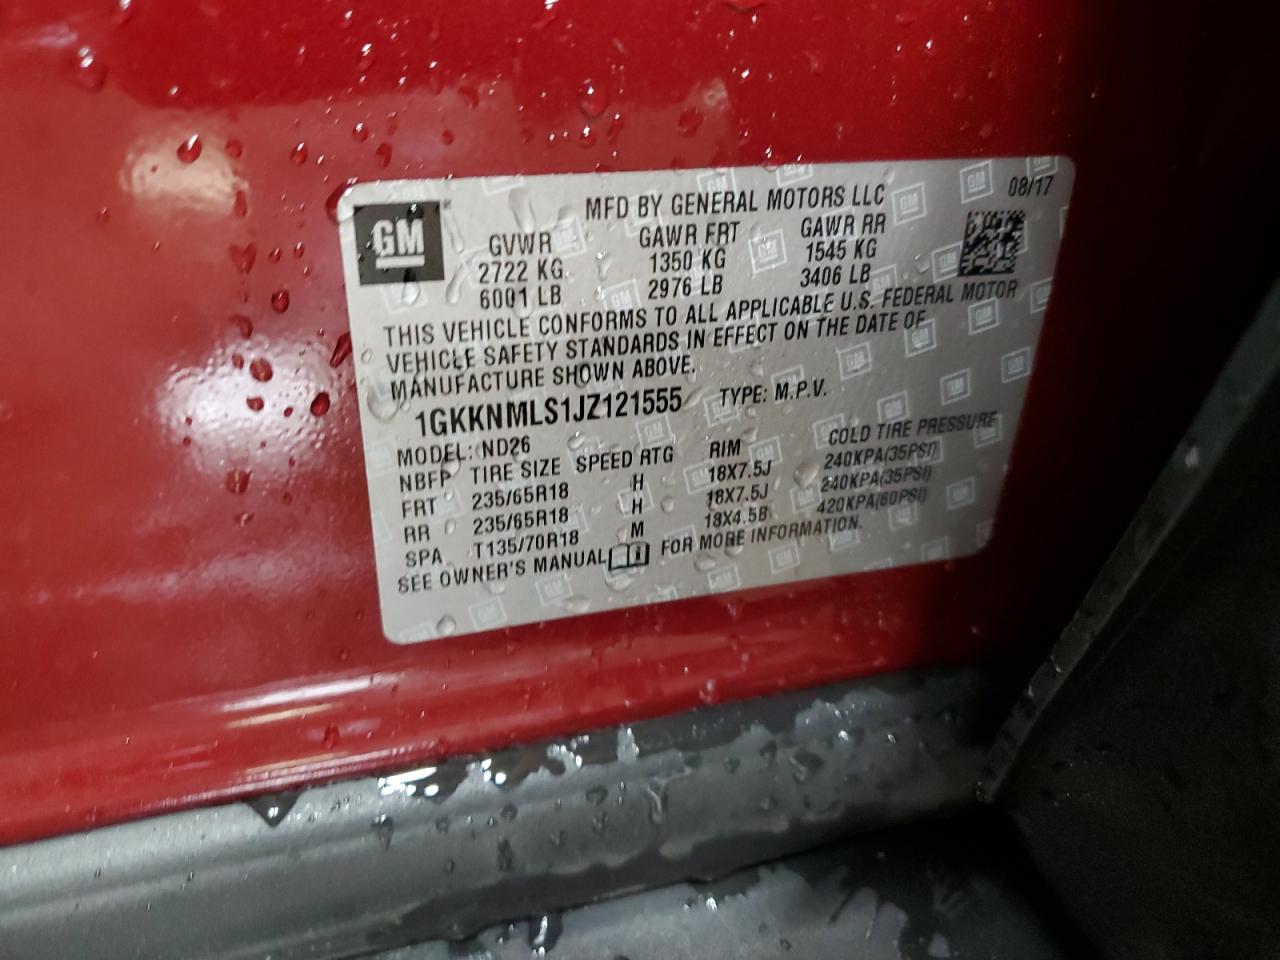 MFD BY GENERAL MOTORS LLC 08/17
GM
GVWR GAWR FRT GAWR RR
2722 KG 1350 KG 1545 KG
6001 LB 2976 LB 3406 LB
THIS VEHICLE CONFORMS TO ALL APPLICABLE U.S. FEDERAL MOTOR
VEHICLE SAFETY STANDARDS IN EFFECT ON THE DATE OF
MANUFACTURE SHOWN ABOVE.
1GKKNMLS1JZ121555 TYPE: M.P.V.
MODEL: ND26
NBFP TIRE SIZE SPEED RTG RIM COLD TIRE PRESSURE
FRT 235/65R18 H 18X7.5J 240KPA(35PSI)
RR 235/65R18 H 18X7.5J 240KPA(35PSI)
SPA T135/70R18 M 18X4.5B 420KPA(60PSI)
SEE OWNER'S MANUAL FOR MORE INFORMATION.